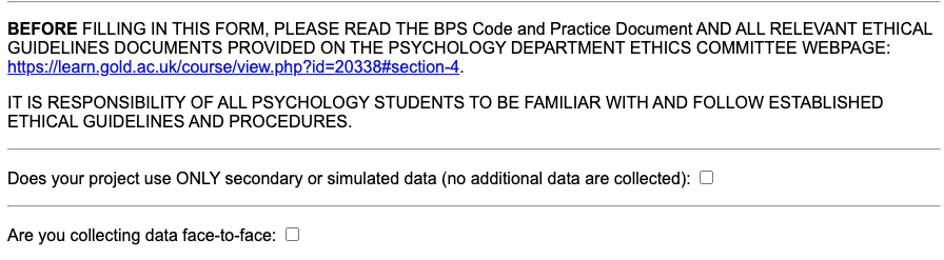 BEFORE FILLING IN THIS FORM, PLEASE READ THE BPS Code and Practice Document AND ALL RELEVANT ETHICAL
GUIDELINES DOCUMENTS PROVIDED ON THE PSYCHOLOGY DEPARTMENT ETHICS COMMITTEE WEBPAGE:
https://learn.gold.ac.uk/course/view.php?id=20338#section-4.
IT IS RESPONSIBILITY OF ALL PSYCHOLOGY STUDENTS TO BE FAMILIAR WITH AND FOLLOW ESTABLISHED
ETHICAL GUIDELINES AND PROCEDURES.
Does your project use ONLY secondary or simulated data (no additional data are collected):
Are you collecting data face-to-face: